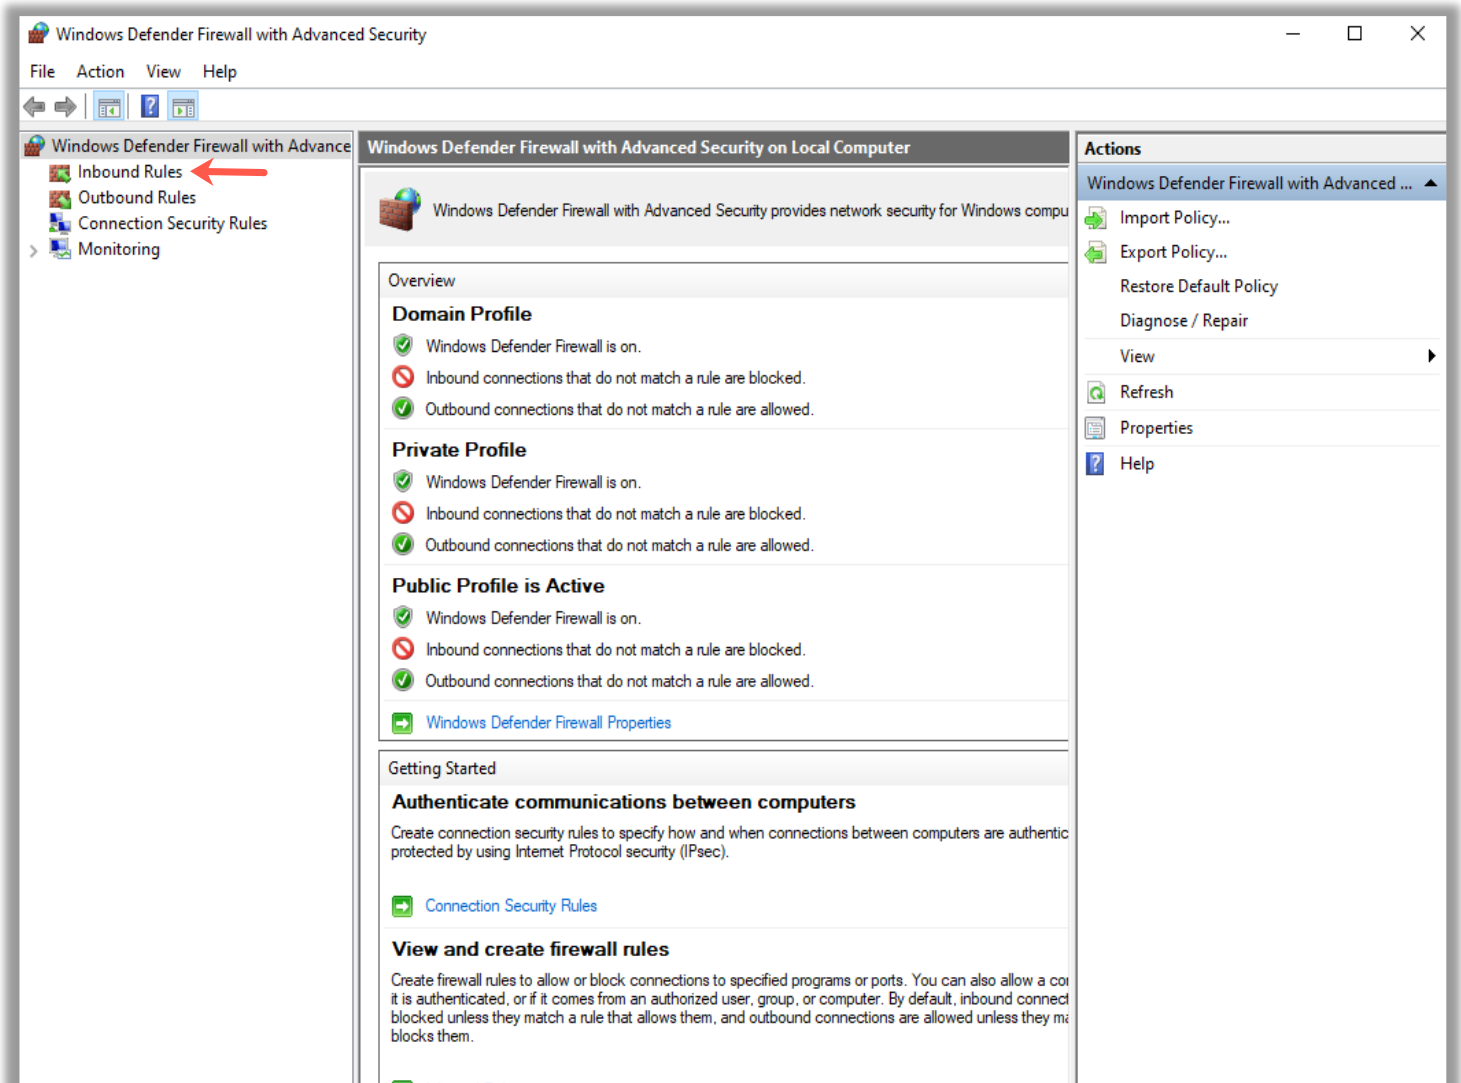 Windows Defender Firewall with Advanced Security
File Action View Help
Windows Defender Firewall with Advance
Inbound Rules
Outbound Rules
Connection Security Rules
Monitoring
Windows Defender Firewall with Advanced Security on Local Computer
Windows Defender Firewall with Advanced Security provides network security for Windows compu
Overview
Domain Profile
Windows Defender Firewall is on.
Inbound connections that do not match a rule are blocked.
Outbound connections that do not match a rule are allowed.
Private Profile
Windows Defender Firewall is on.
Inbound connections that do not match a rule are blocked.
Outbound connections that do not match a rule are allowed.
Public Profile is Active
Windows Defender Firewall is on.
Inbound connections that do not match a rule are blocked.
Outbound connections that do not match a rule are allowed.
Windows Defender Firewall Properties
Getting Started
Authenticate communications between computers
Create connection security rules to specify how and when connections between computers are authentic
protected by using Internet Protocol security (IPsec).
Connection Security Rules
View and create firewall rules
Create firewall rules to allow or block connections to specified programs or ports. You can also allow a con
it is authenticated, or if it comes from an authorized user, group, or computer. By default, inbound connect
blocked unless they match a rule that allows them, and outbound connections are allowed unless they ma
blocks them.
Actions
Windows Defender Firewall with Advanced ...
Import Policy...
Export Policy...
Restore Default Policy
Diagnose / Repair
View
Refresh
Properties
Help